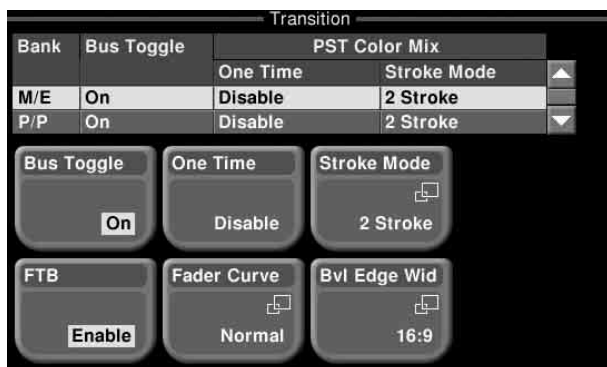 Transition
Bank Bus Toggle PST Color Mix
One Time Stroke Mode
M/E On Disable 2 Stroke
P/P On Disable 2 Stroke
Bus Toggle One Time Stroke Mode
On Disable 2 Stroke
FTB Fader Curve Bvl Edge Wid
Enable Normal 16:9